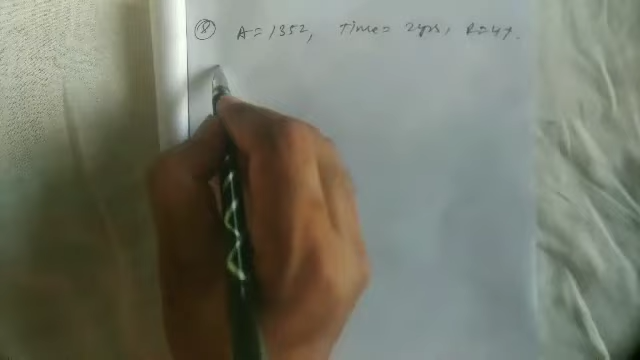 ⑧ A = 1352, Time = 2yrs, R = 4%.